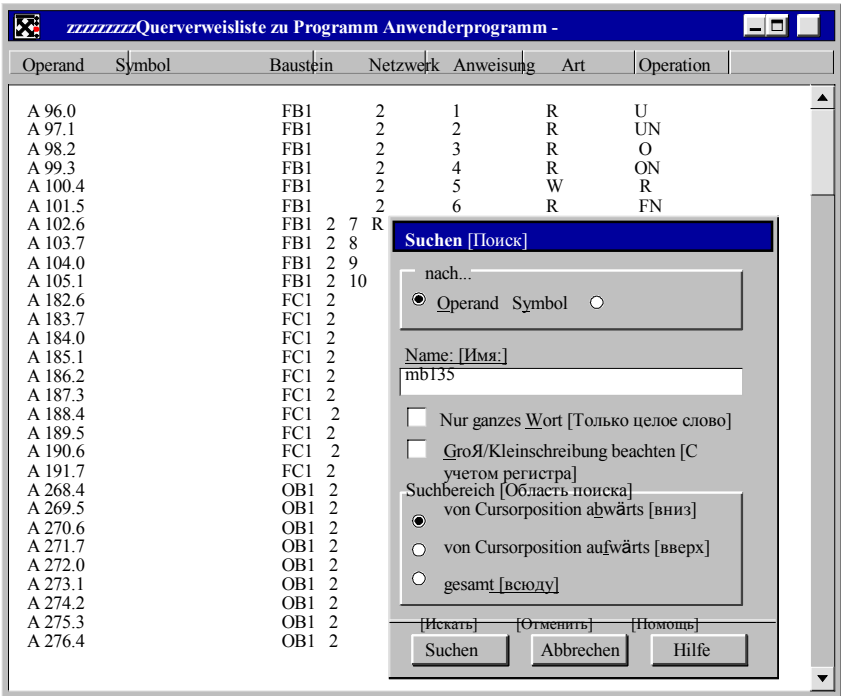 zzzzzzzzzQuerverweisliste zu Programm Anwenderprogramm -
Operand Symbol Baustein Netzwerk Anweisung Art Operation
A 96.0 FB1 2 1 R U
A 97.1 FB1 2 2 R UN
A 98.2 FB1 2 3 R O
A 99.3 FB1 2 4 R ON
A 100.4 FB1 2 5 W R
A 101.5 FB1 2 6 R FN
A 102.6 FB1 2 7 R
A 103.7 FB1 2 8
A 104.0 FB1 2 9
A 105.1 FB1 2 10
A 182.6 FC1 2
A 183.7 FC1 2
A 184.0 FC1 2
A 185.1 FC1 2
A 186.2 FC1 2
A 187.3 FC1 2
A 188.4 FC1 2
A 189.5 FC1 2
A 190.6 FC1 2
A 191.7 FC1 2
A 268.4 OB1 2
A 269.5 OB1 2
A 270.6 OB1 2
A 271.7 OB1 2
A 272.0 OB1 2
A 273.1 OB1 2
A 274.2 OB1 2
A 275.3 OB1 2
A 276.4 OB1 2
Suchen [Поиск]
nach...
Operand Symbol
Name: [Имя:]
mb135
Nur ganzes Wort [Только целое слово]
GroЯ/Kleinschreibung beachten [С
учетом регистра]
Suchbereich [Область поиска]
von Cursorposition abwärts [вниз]
von Cursorposition aufwärts [вверх]
gesamt [всюду]
[Искать] [Отменить] [Помощь]
Suchen Abbrechen Hilfe